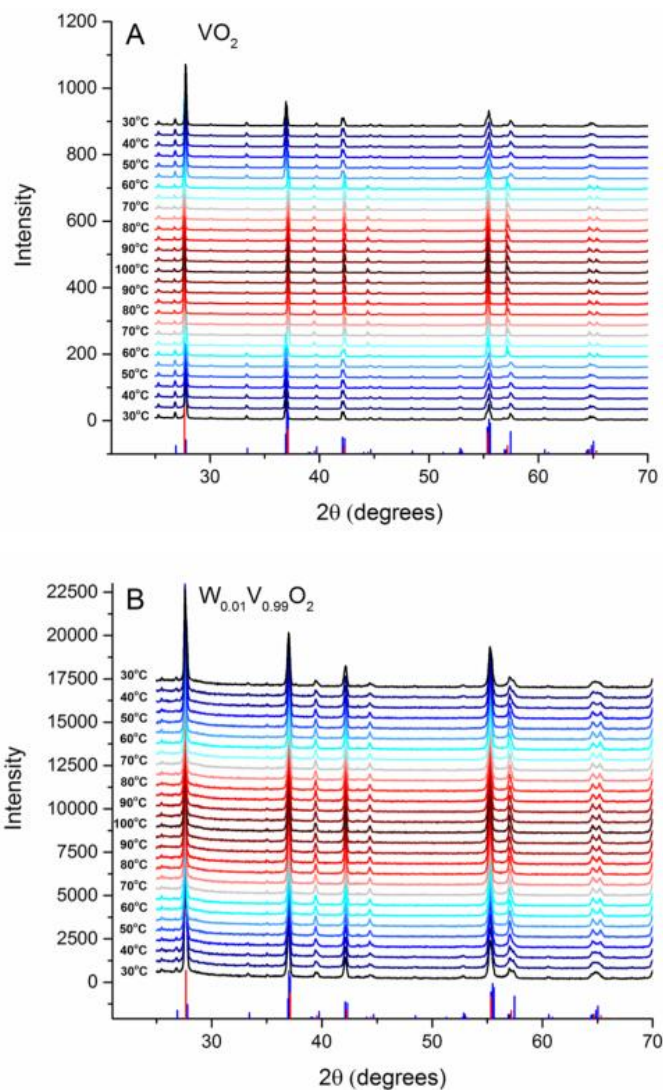 A VO₂
1200
1000
800
600
400
200
0
Intensity
30°C
40°C
50°C
60°C
70°C
80°C
90°C
100°C
90°C
80°C
70°C
60°C
50°C
40°C
30°C
30 40 50 60 70
2θ (degrees)
B W₀.₀₁V₀.₉₉O₂
22500
20000
17500
15000
12500
10000
7500
5000
2500
0
Intensity
30°C
40°C
50°C
60°C
70°C
80°C
90°C
100°C
90°C
80°C
70°C
60°C
50°C
40°C
30°C
30 40 50 60 70
2θ (degrees)